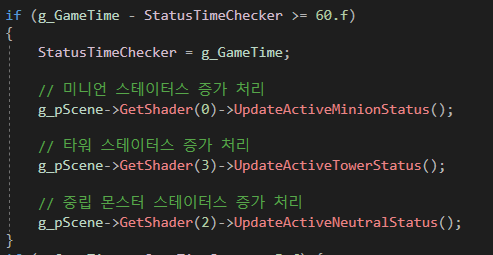 if (g_GameTime - StatusTimeChecker >= 60.f)
{
StatusTimeChecker = g_GameTime;
// 미니언 스테이터스 증가 처리
g_pScene->GetShader(0)->UpdateActiveMinionStatus();
// 타워 스테이터스 증가 처리
g_pScene->GetShader(3)->UpdateActiveTowerStatus();
// 중립 몬스터 스테이터스 증가 처리
g_pScene->GetShader(2)->UpdateActiveNeutralStatus();
}